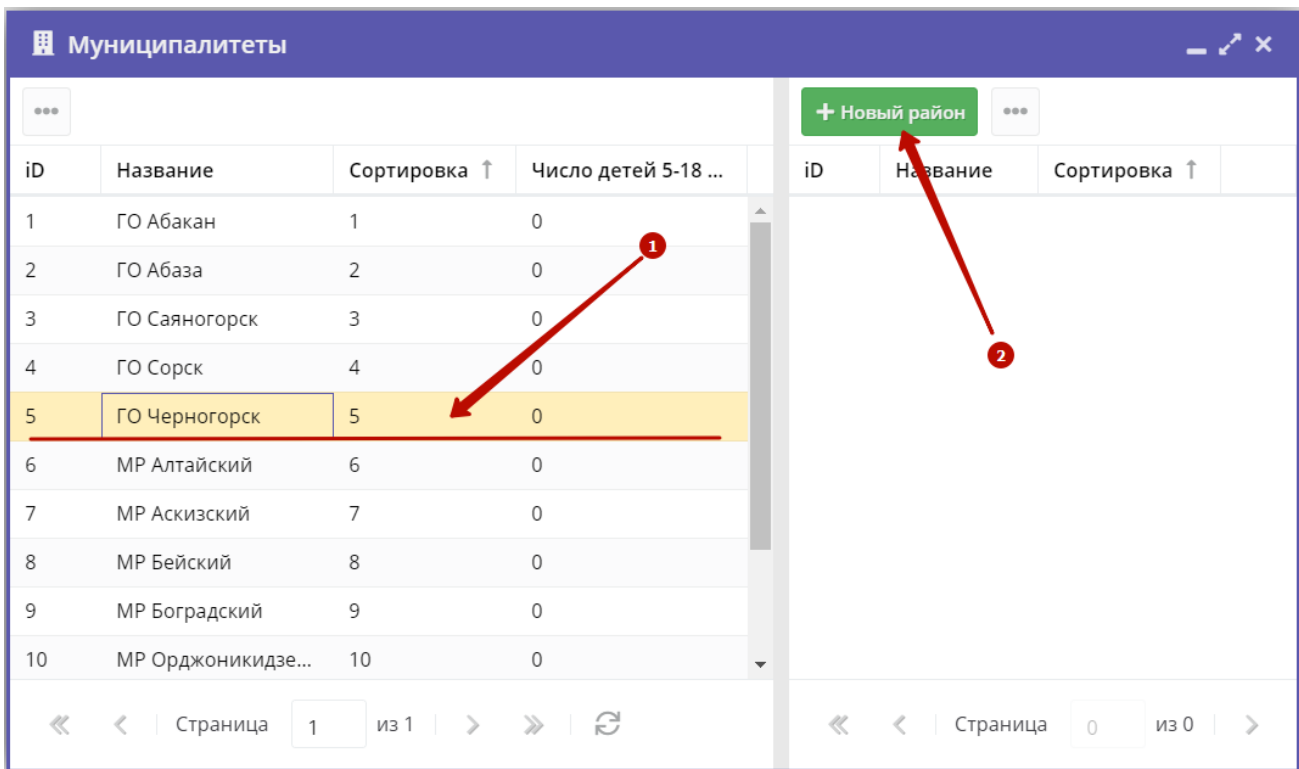 Муниципалитеты
+ Новый район
iD Название Сортировка ↑ Число детей 5-18 ...
iD Название Сортировка ↑
1 ГО Абакан 1 0
1
2 ГО Абаза 2 0
3 ГО Саяногорск 3 0
2
4 ГО Сорск 4 0
5 ГО Черногорск 5 0
6 МР Алтайский 6 0
7 МР Аскизский 7 0
8 МР Бейский 8 0
9 МР Боградский 9 0
10 МР Орджоникидзе... 10 0
Страница 1 из 1
Страница 0 из 0